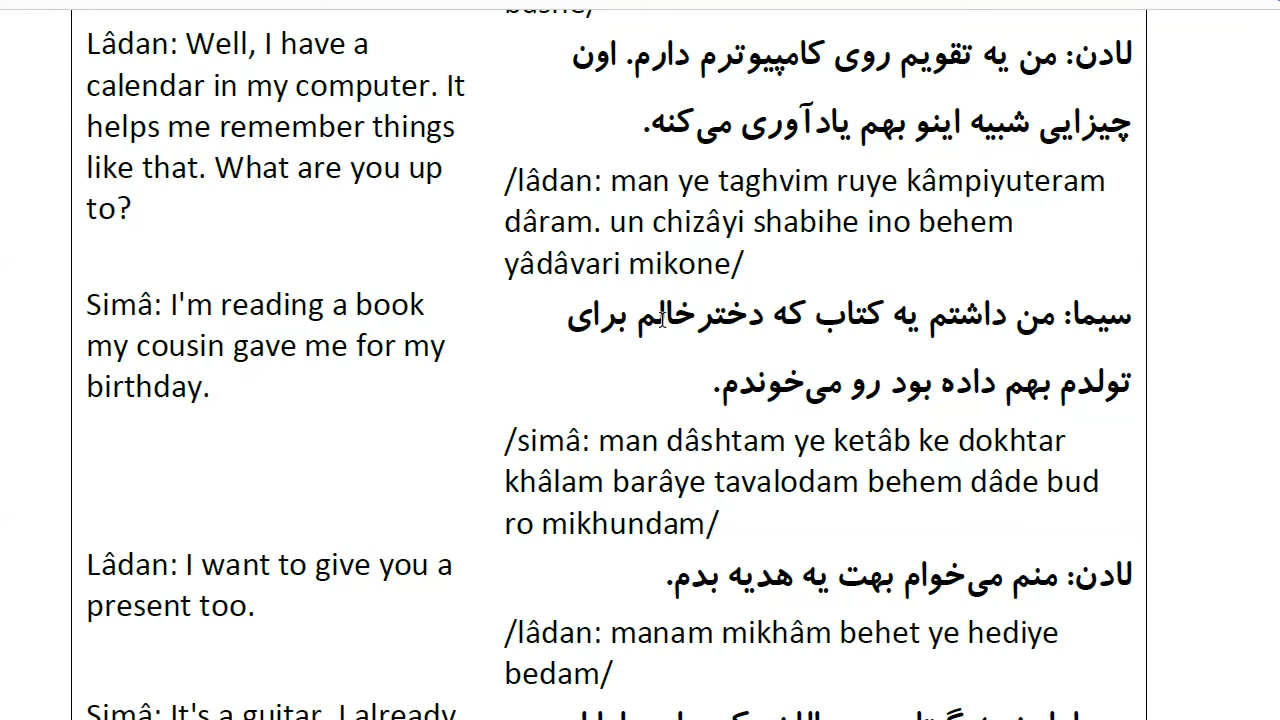 Lâdan: Well, I have a
calendar in my computer. It
helps me remember things
like that. What are you up
to?
لادن: من یه تقویم روی کامپیوترم دارم. اون
چیزایی شبیه اینو بهم یادآوری می‌کنه.
/lâdan: man ye taghvim ruye kâmpiyuteram
dâram. un chizâyi shabihe ino behem
yâdâvari mikone/
Simâ: I'm reading a book
my cousin gave me for my
birthday.
سیما: من داشتم یه کتاب که دخترخالم برای
تولدم بهم داده بود رو می‌خوندم.
/simâ: man dâshtam ye ketâb ke dokhtar
khâlam barâye tavalodam behem dâde bud
ro mikhundam/
Lâdan: I want to give you a
present too.
لادن: منم می‌خوام بهت یه هدیه بدم.
/lâdan: manam mikhâm behet ye hediye
bedam/
Simâ: It's a guitar. I already